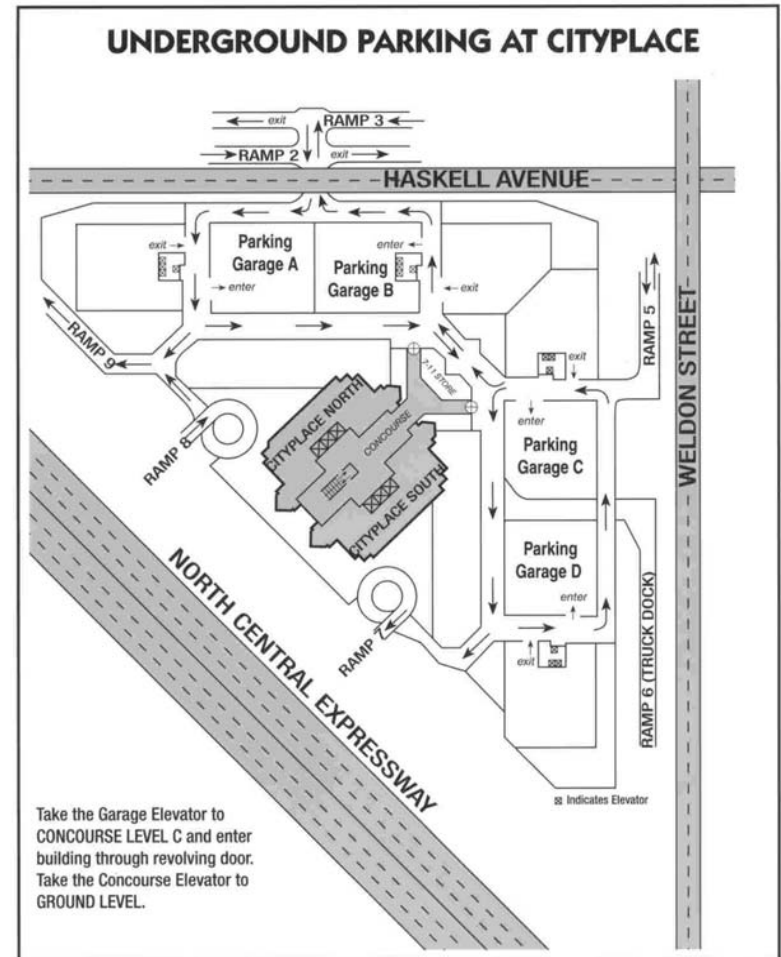 UNDERGROUND PARKING AT CITYPLACE
exit
RAMP 3
RAMP 2
exit
HASKELL AVENUE
exit
Parking
Garage A
enter
Parking
Garage B
enter
exit
RAMP 5
WELDON STREET
RAMP 9
7-11 STORE
exit
enter
CITYPLACE NORTH
CONCOURSE
CITYPLACE SOUTH
RAMP 8
Parking
Garage C
Parking
Garage D
enter
exit
RAMP
RAMP 6 (TRUCK DOCK)
NORTH CENTRAL EXPRESSWAY
Indicates Elevator
Take the Garage Elevator to
CONCOURSE LEVEL C and enter
building through revolving door.
Take the Concourse Elevator to
GROUND LEVEL.